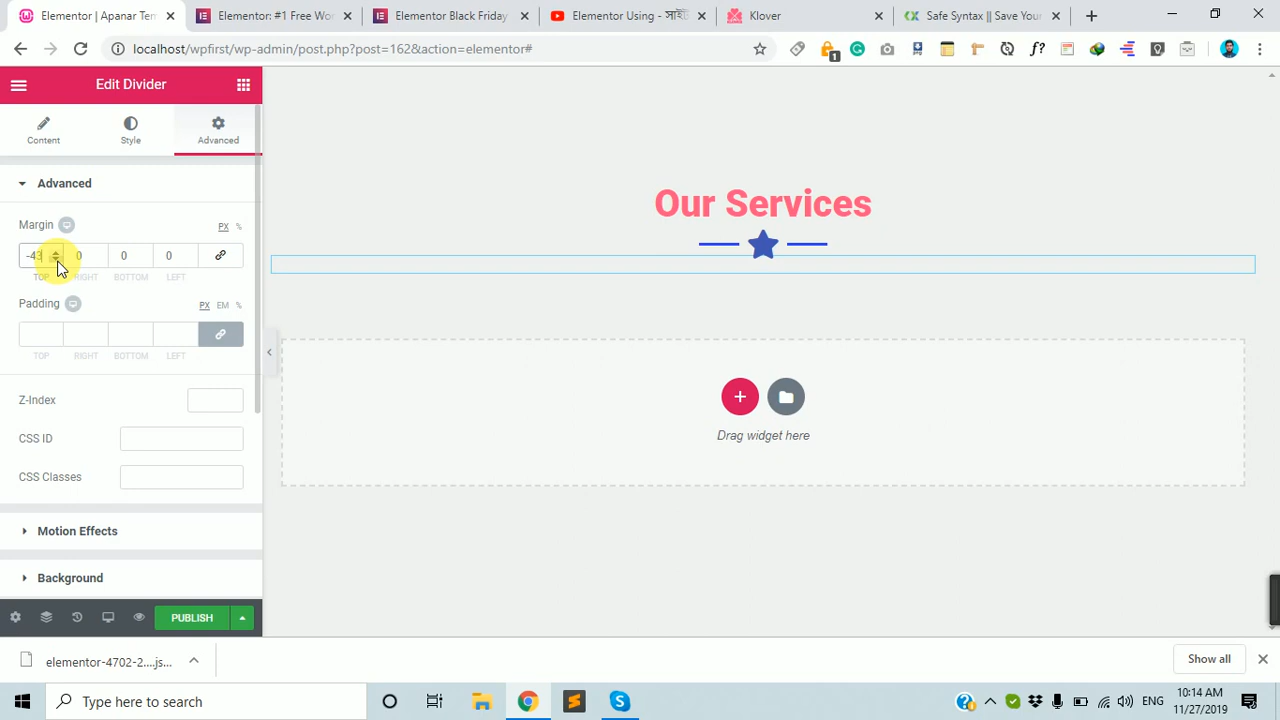 Elementor | Apanar Tem
Elementor: #1 Free Wo
Elementor Black Friday
Elementor Using -
Klover
Safe Syntax || Save Your
localhost/wpfirst/wp-admin/post.php?post=162&action=elementor#
1
f?
Edit Divider
Content
Style
Advanced
Advanced
Margin
PX %
-43 0 0 0
TOP RIGHT BOTTOM LEFT
Padding
PX EM %
TOP RIGHT BOTTOM LEFT
Z-Index
CSS ID
CSS Classes
Motion Effects
Background
PUBLISH
Our Services
Drag widget here
elementor-4702-2....js...
Show all
Type here to search
ENG
10:14 AM
11/27/2019